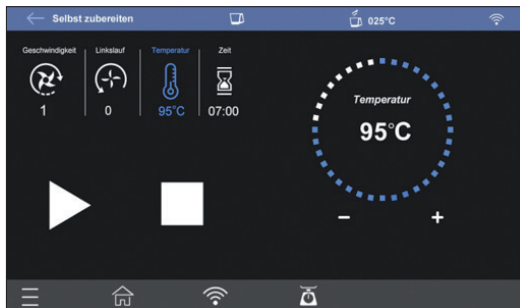 Selbst zubereiten
025°C
Geschwindigkeit Linkslauf Temperatur Zeit
1 0 95°C 07:00
Temperatur
95°C
- +